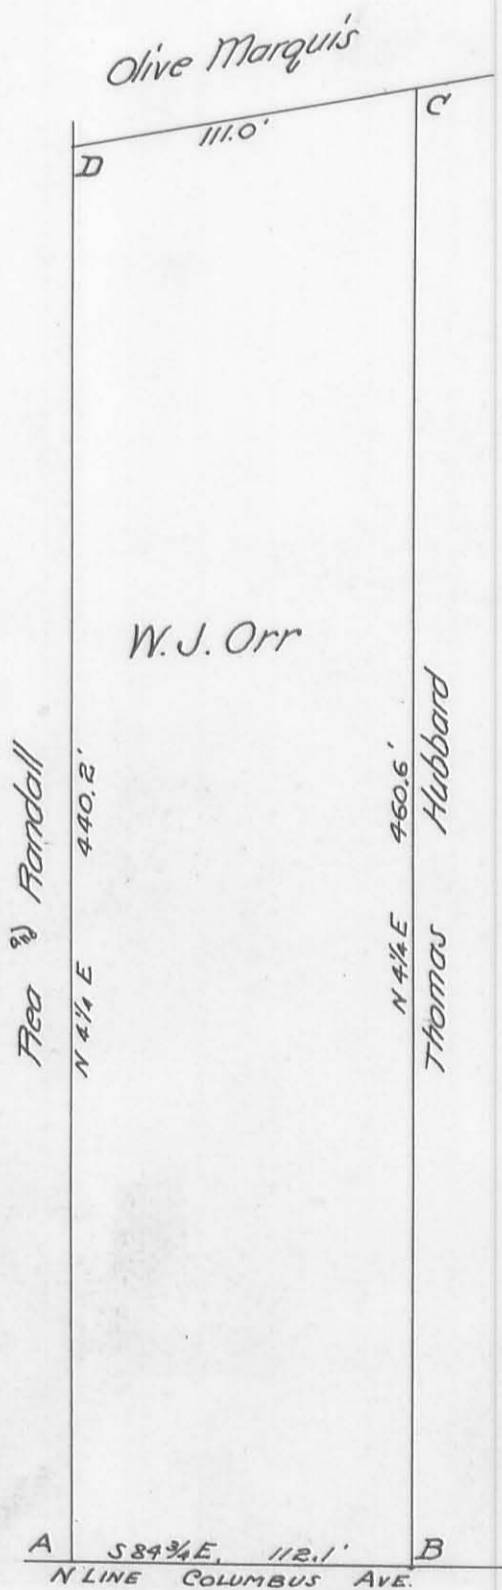 Olive Marquis
C
111.0'
D
W.J. Orr
Rea & Randall
N 4¼ E 440.2'
N 4¼ E 460.6'
Thomas Hubbard
A
S 84¾ E, 112.1'
B
N LINE COLUMBUS AVE.